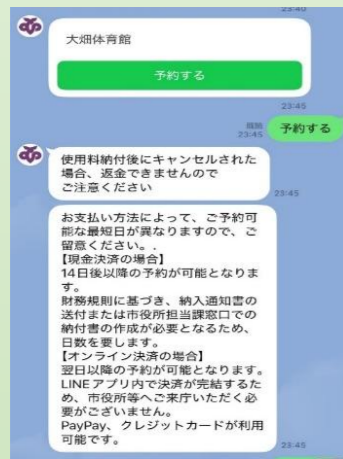 23:40
大畑体育館
予約する
23:45
既読
23:45
予約する
使用料納付後にキャンセルされた
場合、返金できませんので
ご注意ください
23:45
お支払い方法によって、ご予約可
能な最短日が異なりますので、ご
留意ください。.
【現金決済の場合】
14日後以降の予約が可能となりま
す。
財務規則に基づき、納入通知書の
送付または市役所担当課窓口での
納付書の作成が必要となるため、
日数を要します。
【オンライン決済の場合】
翌日以降の予約が可能となります。
LINEアプリ内で決済が完結するた
め、市役所等へご来庁いただく必
要がございません。
PayPay、クレジットカードが利用
可能です。
23:45